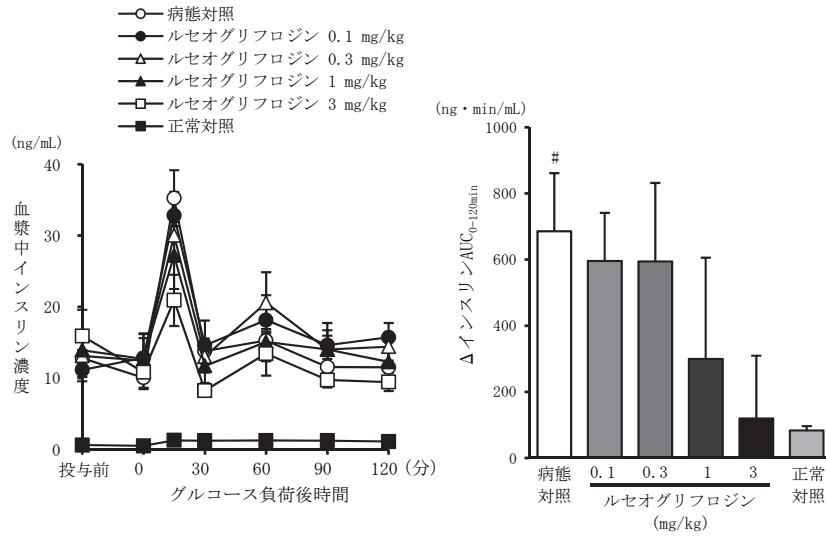 病態対照
ルセオグリフロジン 0.1 mg/kg
ルセオグリフロジン 0.3 mg/kg
ルセオグリフロジン 1 mg/kg
ルセオグリフロジン 3 mg/kg
正常対照
(ng/mL)
血漿中インスリン濃度
40
30
20
10
0
投与前 0 30 60 90 120 (分)
グルコース負荷後時間
(ng・min/mL)
ΔインスリンAUC0-120min
1000
800
600
400
200
0
#
病態対照 0.1 0.3 1 3 正常対照
ルセオグリフロジン
(mg/kg)